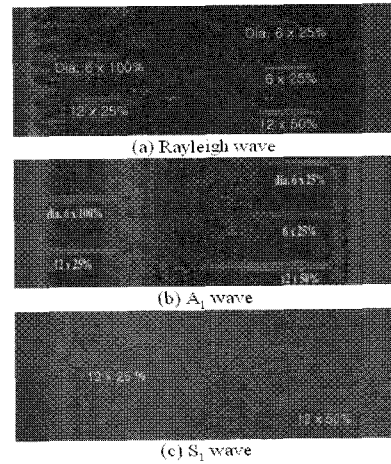 Dia. 6 x 25%
Dia. 6 x 100%
6 x 25%
12 x 25%
12 x 50%
(a) Rayleigh wave
dia. 6 x 25%
dia. 6 x 100%
6 x 25%
12 x 25%
12 x 50%
(b) A₁ wave
12 x 25%
12 x 50%
(c) S₁ wave